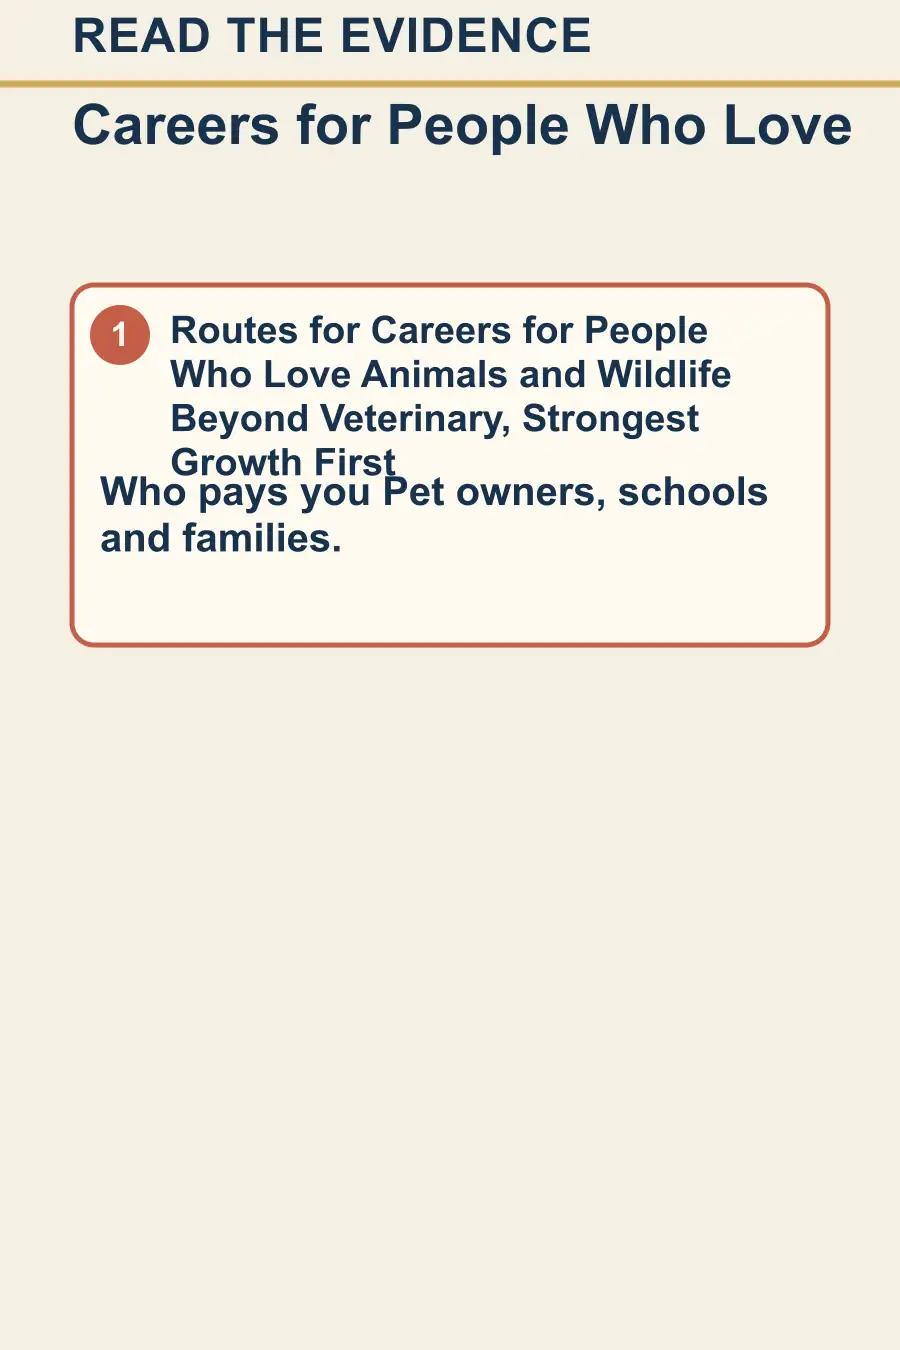 READ THE EVIDENCE
Careers for People Who Love
1
Routes for Careers for People
Who Love Animals and Wildlife
Beyond Veterinary, Strongest
Growth First
Who pays you Pet owners, schools
and families.